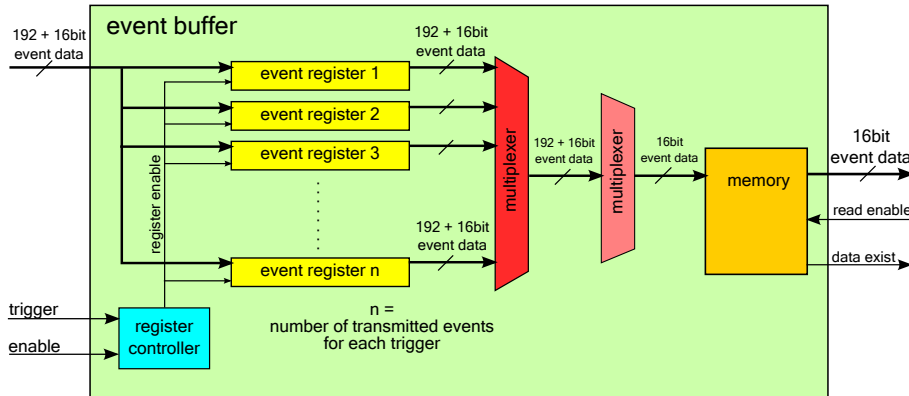 event buffer
192 + 16bit
event data
192 + 16bit
event data
event register 1
event register 2
event register 3
event register n
register enable
192 + 16bit
event data
multiplexer
192 + 16bit
event data
multiplexer
16bit
event data
memory
16bit
event data
read enable
data exist
trigger
enable
register
controller
n =
number of transmitted events
for each trigger